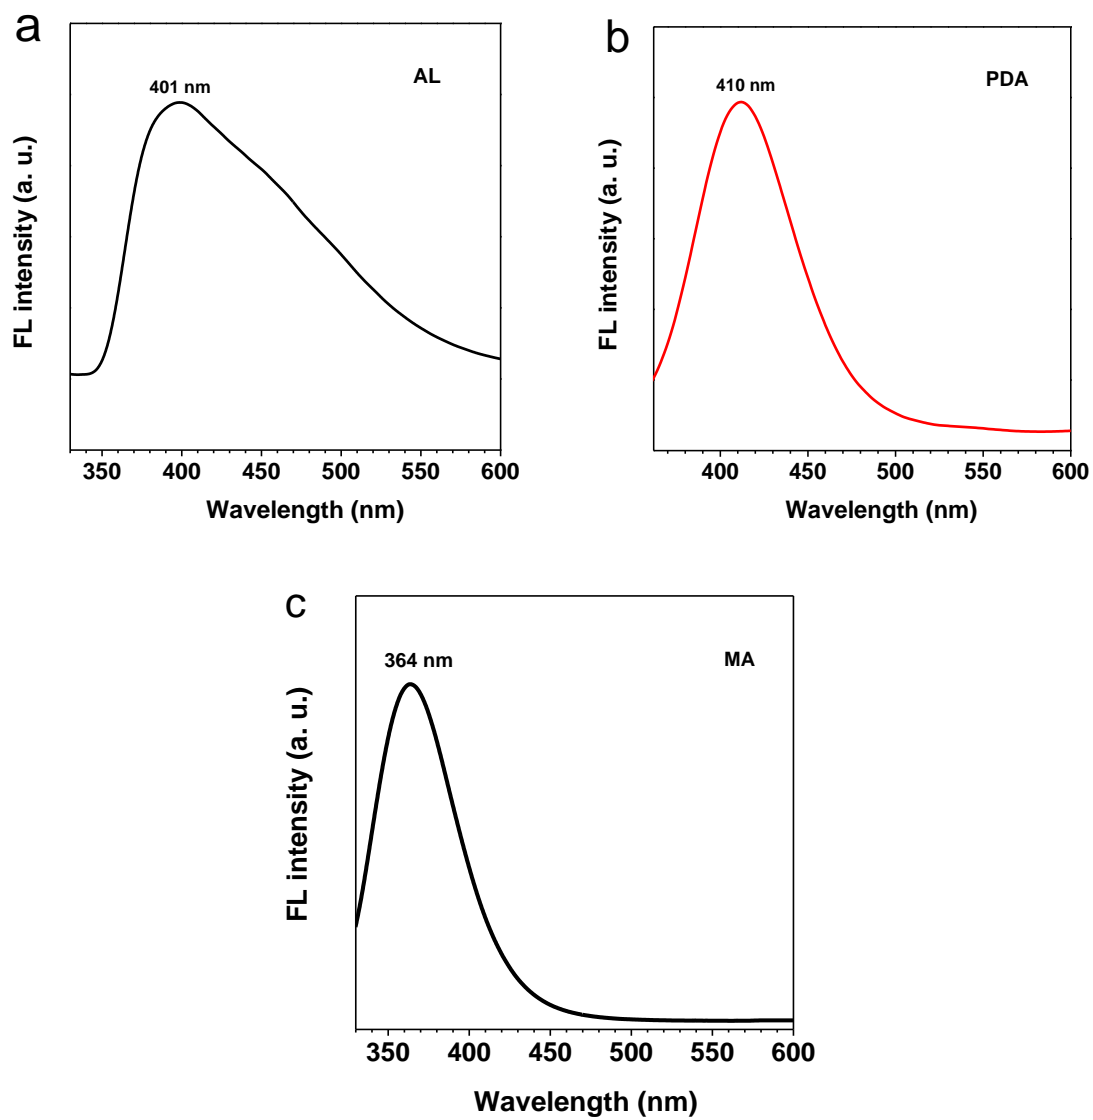 a
401 nm
AL
FL intensity (a. u.)
350 400 450 500 550 600
Wavelength (nm)
b
410 nm
PDA
FL intensity (a. u.)
400 450 500 550 600
Wavelength (nm)
c
364 nm
MA
FL intensity (a. u.)
350 400 450 500 550 600
Wavelength (nm)